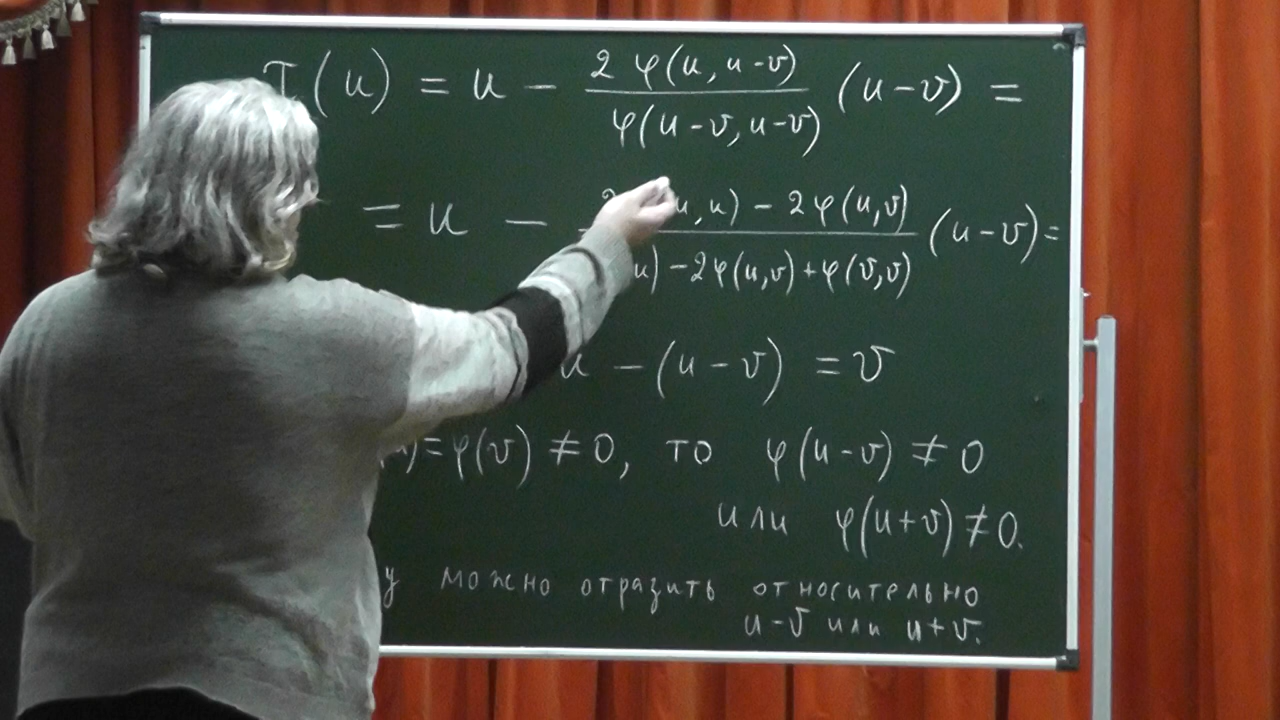 τ(u) = u - 2φ(u, u-v) / φ(u-v, u-v) (u-v) =
= u - u, u) - 2φ(u,v) / u) - 2φ(u,v) + φ(v,v) (u-v) =
u - (u-v) = v
) = φ(v) ≠ 0, то φ(u-v) ≠ 0
или φ(u+v) ≠ 0.
у можно отразить относительно
u-v или u+v.